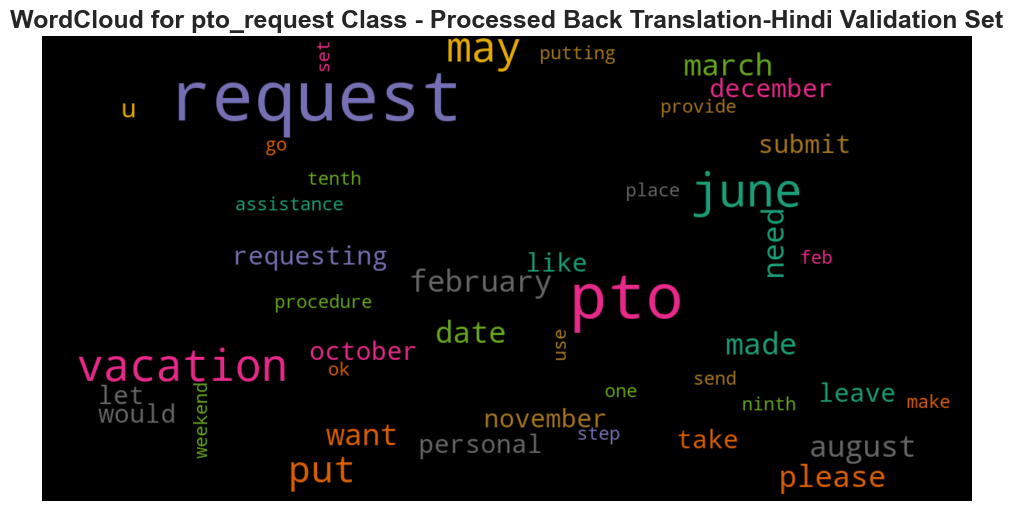 WordCloud for pto_request Class - Processed Back Translation-Hindi Validation Set
set
may
putting
march
request
december
u
provide
go
submit
tenth
place
june
assistance
need
requesting
like
feb
february
pto
procedure
date
use
made
october
vacation
ok
send
let
one
leave
would
weekend
ninth
make
november
want
step
personal
take
august
put
please